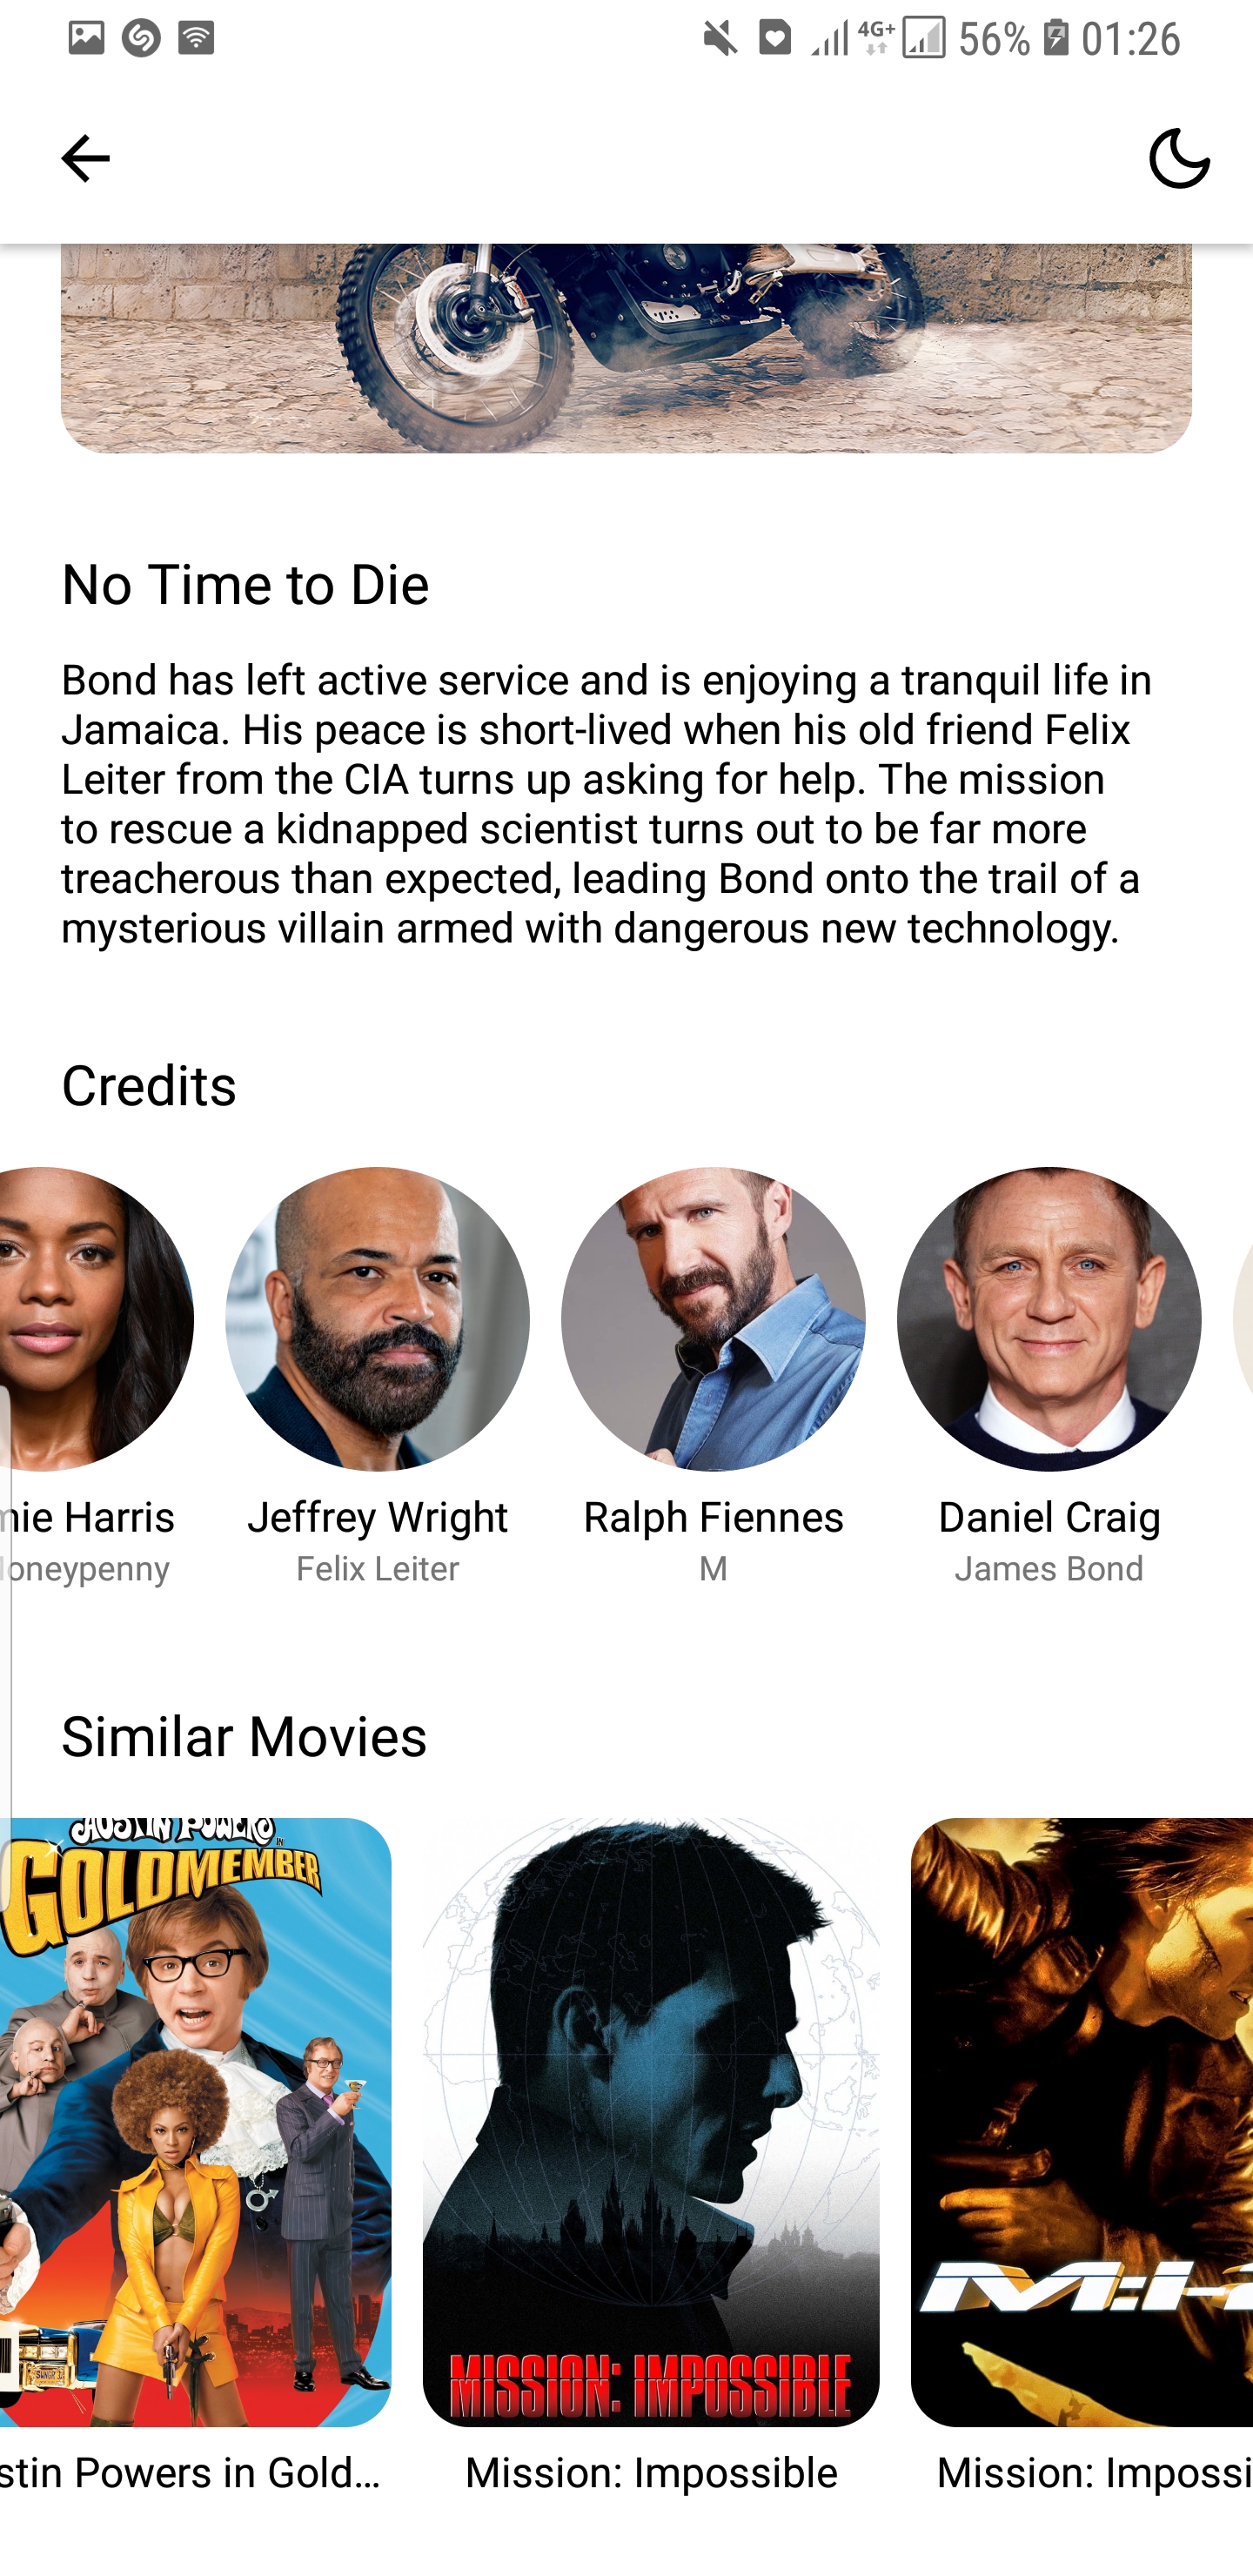 4G+ 56% 01:26
No Time to Die
Bond has left active service and is enjoying a tranquil life in
Jamaica. His peace is short-lived when his old friend Felix
Leiter from the CIA turns up asking for help. The mission
to rescue a kidnapped scientist turns out to be far more
treacherous than expected, leading Bond onto the trail of a
mysterious villain armed with dangerous new technology.
Credits
nie Harris
oneypenny
Jeffrey Wright
Felix Leiter
Ralph Fiennes
M
Daniel Craig
James Bond
Similar Movies
AUSTIN POWERS
IN
GOLDMEMBER
MISSION: IMPOSSIBLE
M:I-2
stin Powers in Gold...
Mission: Impossible
Mission: Impossi